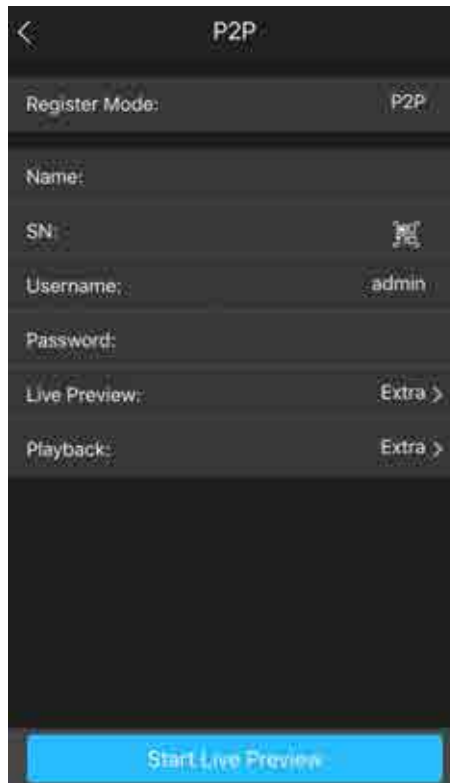 P2P
Register Mode: P2P
Name:
SN:
Username: admin
Password:
Live Preview: Extra >
Playback: Extra >
Start Live Preview